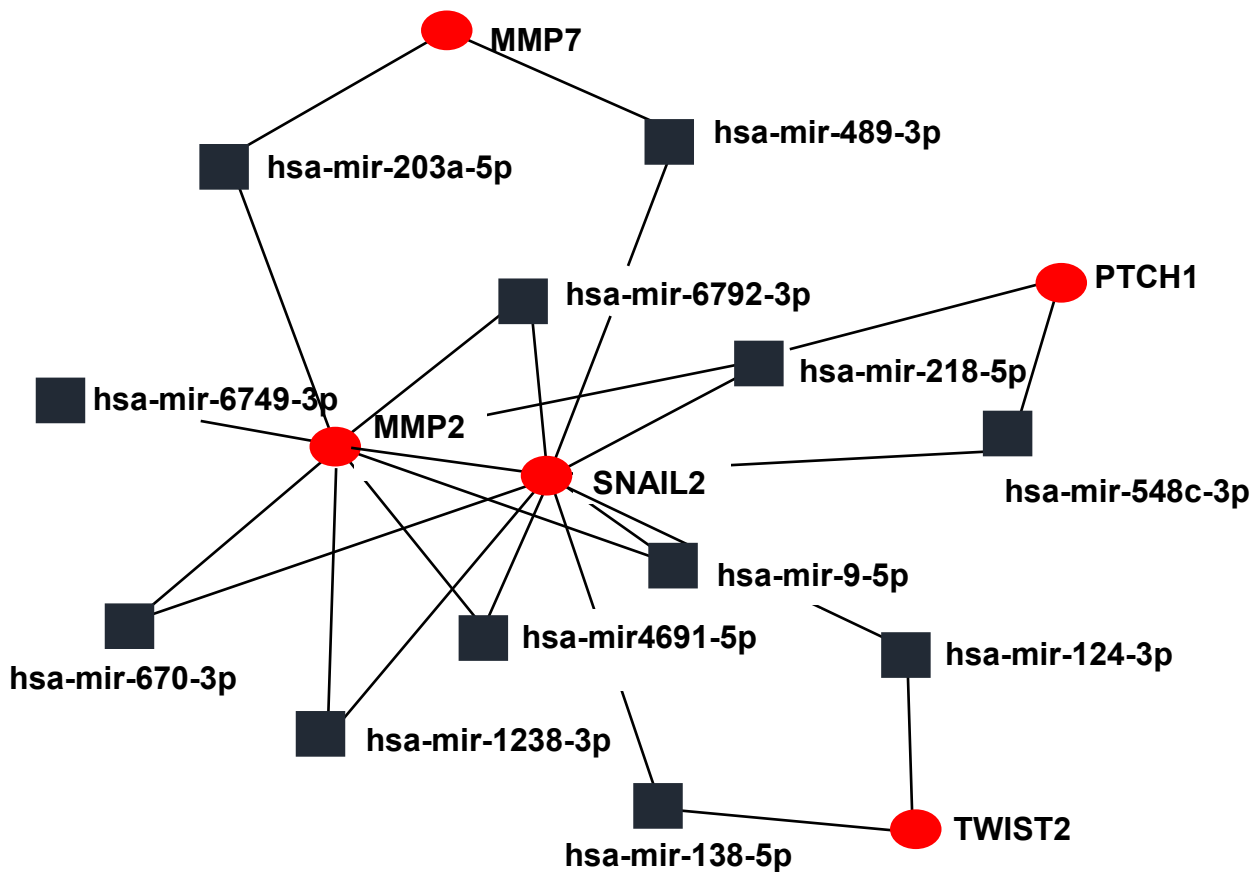 MMP7
hsa-mir-489-3p
hsa-mir-203a-5p
PTCH1
hsa-mir-6792-3p
hsa-mir-218-5p
hsa-mir-6749-3p
MMP2
SNAIL2
hsa-mir-548c-3p
hsa-mir-9-5p
hsa-mir4691-5p
hsa-mir-124-3p
hsa-mir-670-3p
hsa-mir-1238-3p
TWIST2
hsa-mir-138-5p